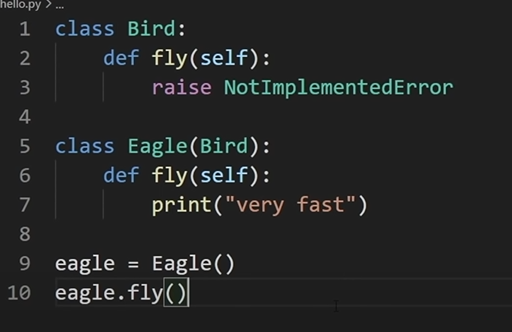 hello.py > ...
1 class Bird:
2     def fly(self):
3         raise NotImplementedError
4
5 class Eagle(Bird):
6     def fly(self):
7         print("very fast")
8
9 eagle = Eagle()
10 eagle.fly()